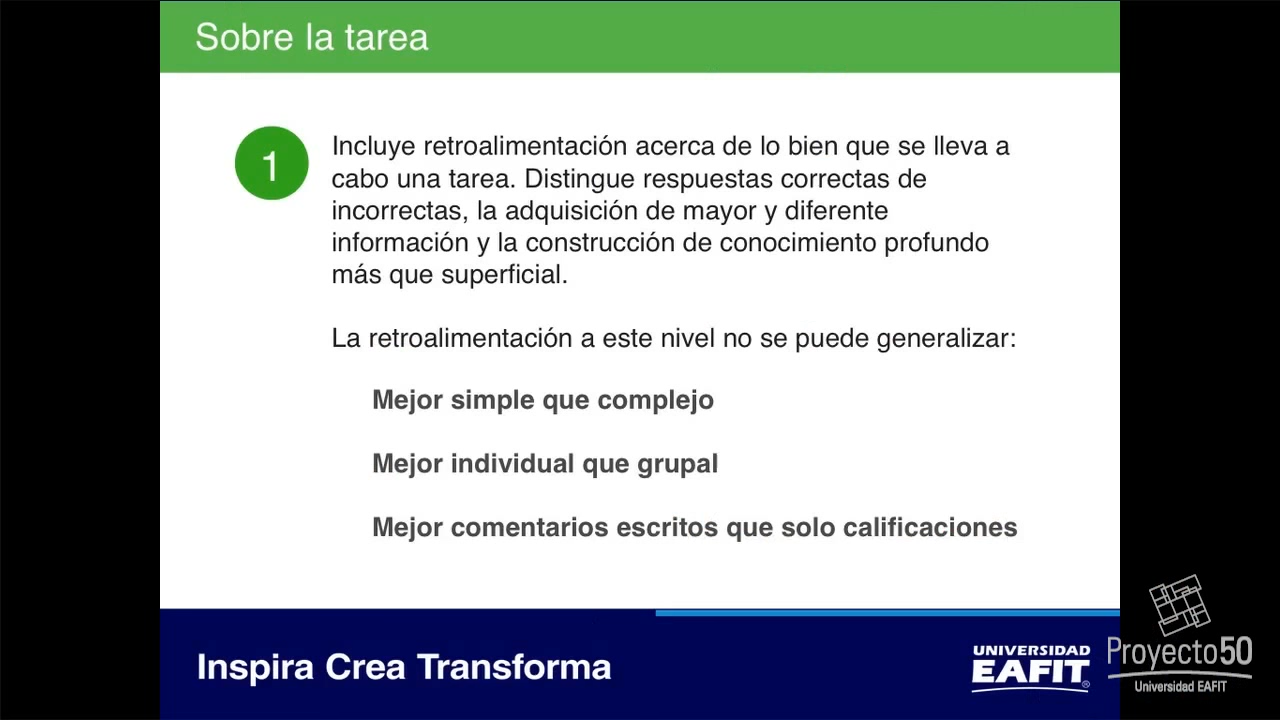 Sobre la tarea
1
Incluye retroalimentación acerca de lo bien que se lleva a
cabo una tarea. Distingue respuestas correctas de
incorrectas, la adquisición de mayor y diferente
información y la construcción de conocimiento profundo
más que superficial.
La retroalimentación a este nivel no se puede generalizar:
Mejor simple que complejo
Mejor individual que grupal
Mejor comentarios escritos que solo calificaciones
Inspira Crea Transforma
UNIVERSIDAD
EAFIT®
Proyecto50
Universidad EAFIT